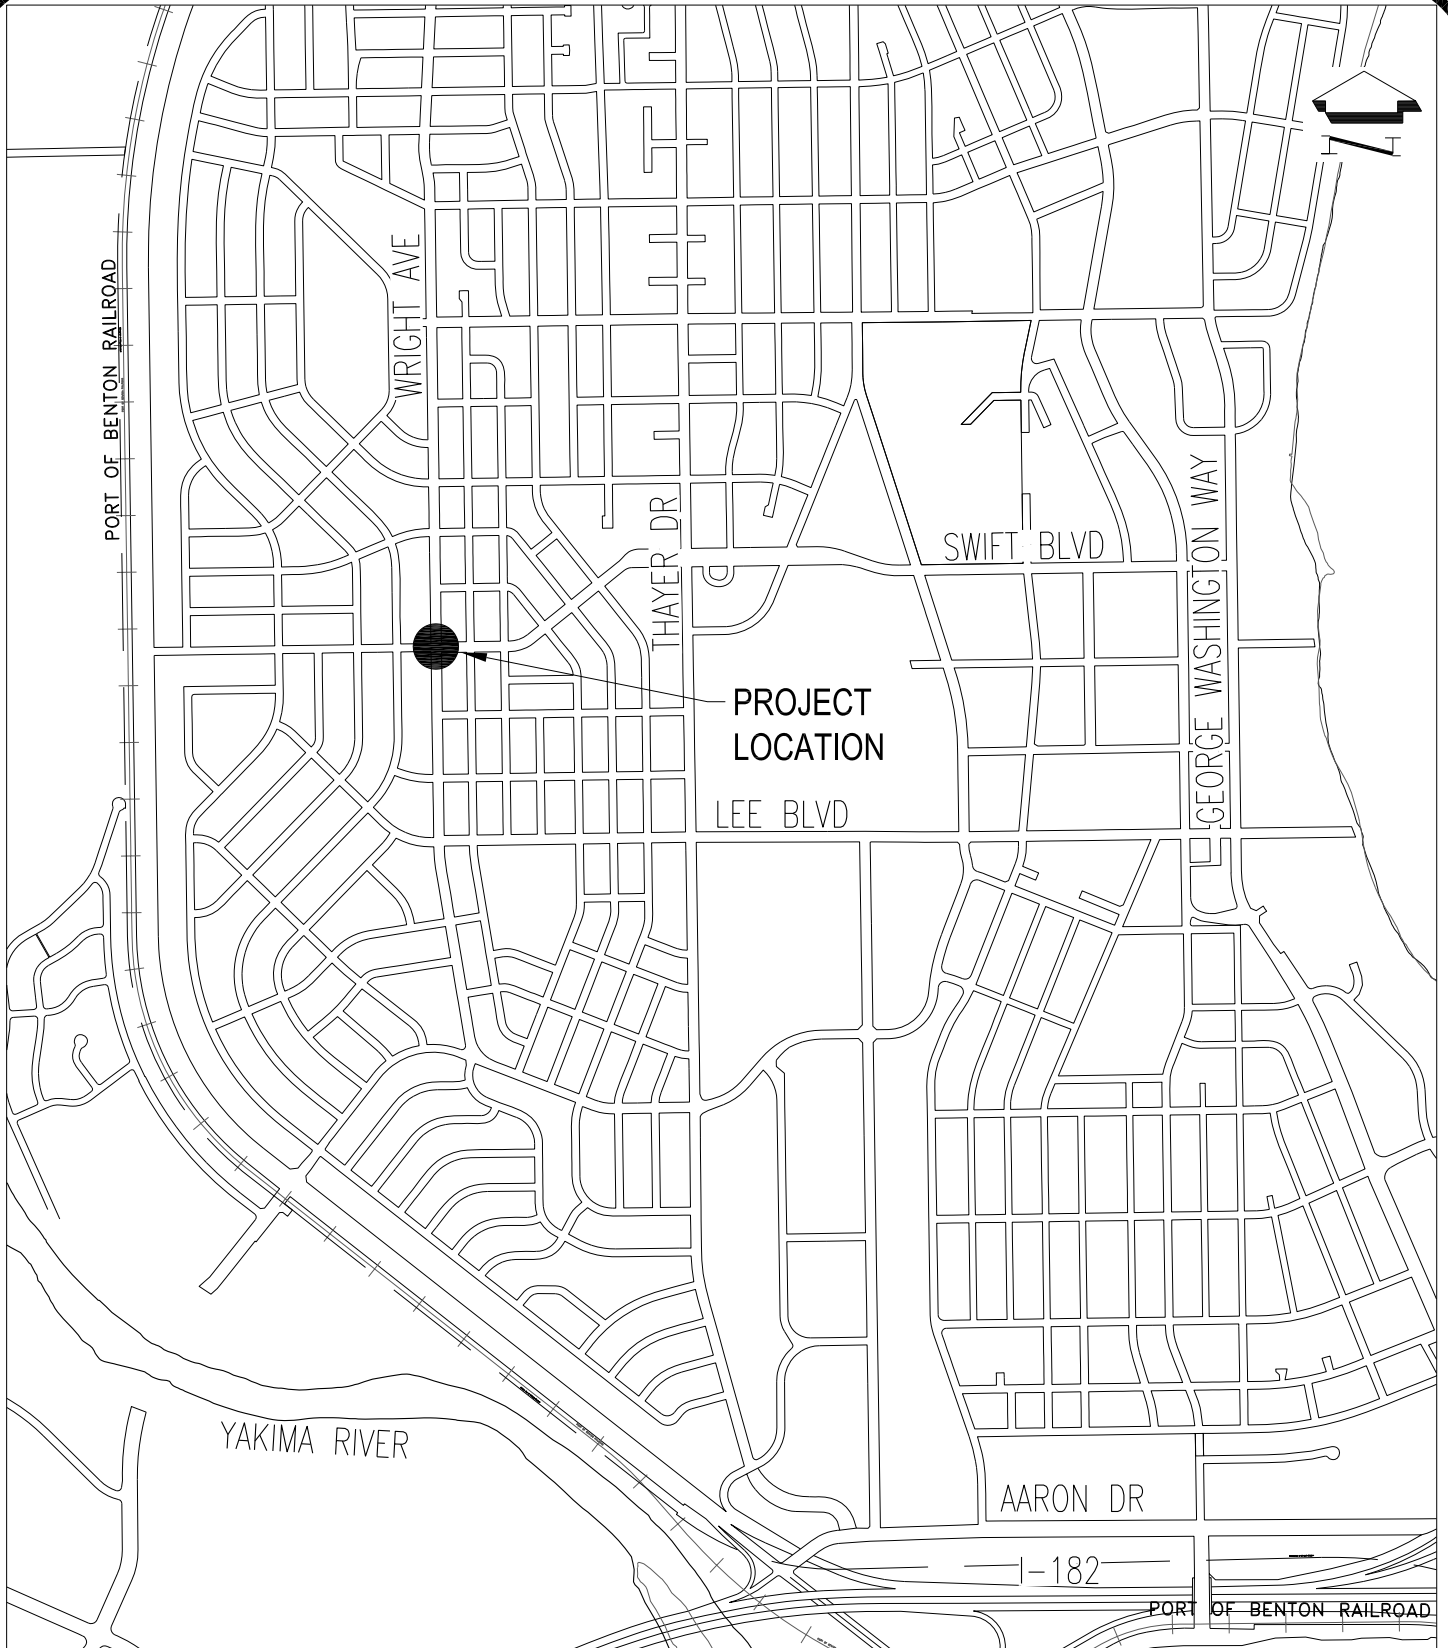 N
WRIGHT AVE
PORT OF BENTON RAILROAD
THAYER DR
SWIFT BLVD
GEORGE WASHINGTON WAY
PROJECT
LOCATION
LEE BLVD
YAKIMA RIVER
AARON DR
I-182
PORT OF BENTON RAILROAD